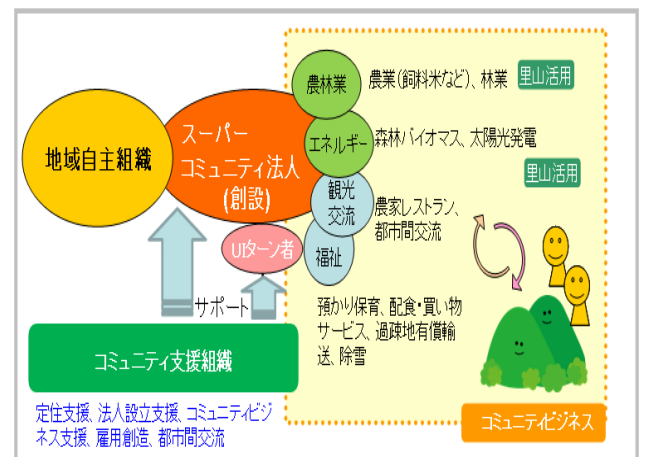 地域自主組織
スーパー
コミュニティ法人
(創設)
農林業
農業(飼料米など)、林業
里山活用
エネルギー
森林バイオマス、太陽光発電
里山活用
観光
交流
農家レストラン、
都市間交流
UIターン者
福祉
預かり保育、配食・買い物
サービス、過疎地有償輸
送、除雪
サポート
コミュニティ支援組織
コミュニティビジネス
定住支援、法人設立支援、コミュニティビジ
ネス支援、雇用創造、都市間交流